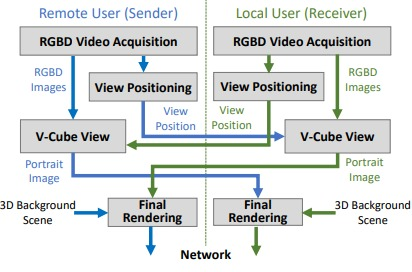 Remote User (Sender)
Local User (Receiver)
RGBD Video Acquisition
RGBD Video Acquisition
RGBD
Images
View Positioning
View Positioning
RGBD
Images
View
Position
View
Position
V-Cube View
V-Cube View
Portrait
Image
Portrait
Image
3D Background
Scene
Final
Rendering
Final
Rendering
3D Background
Scene
Network